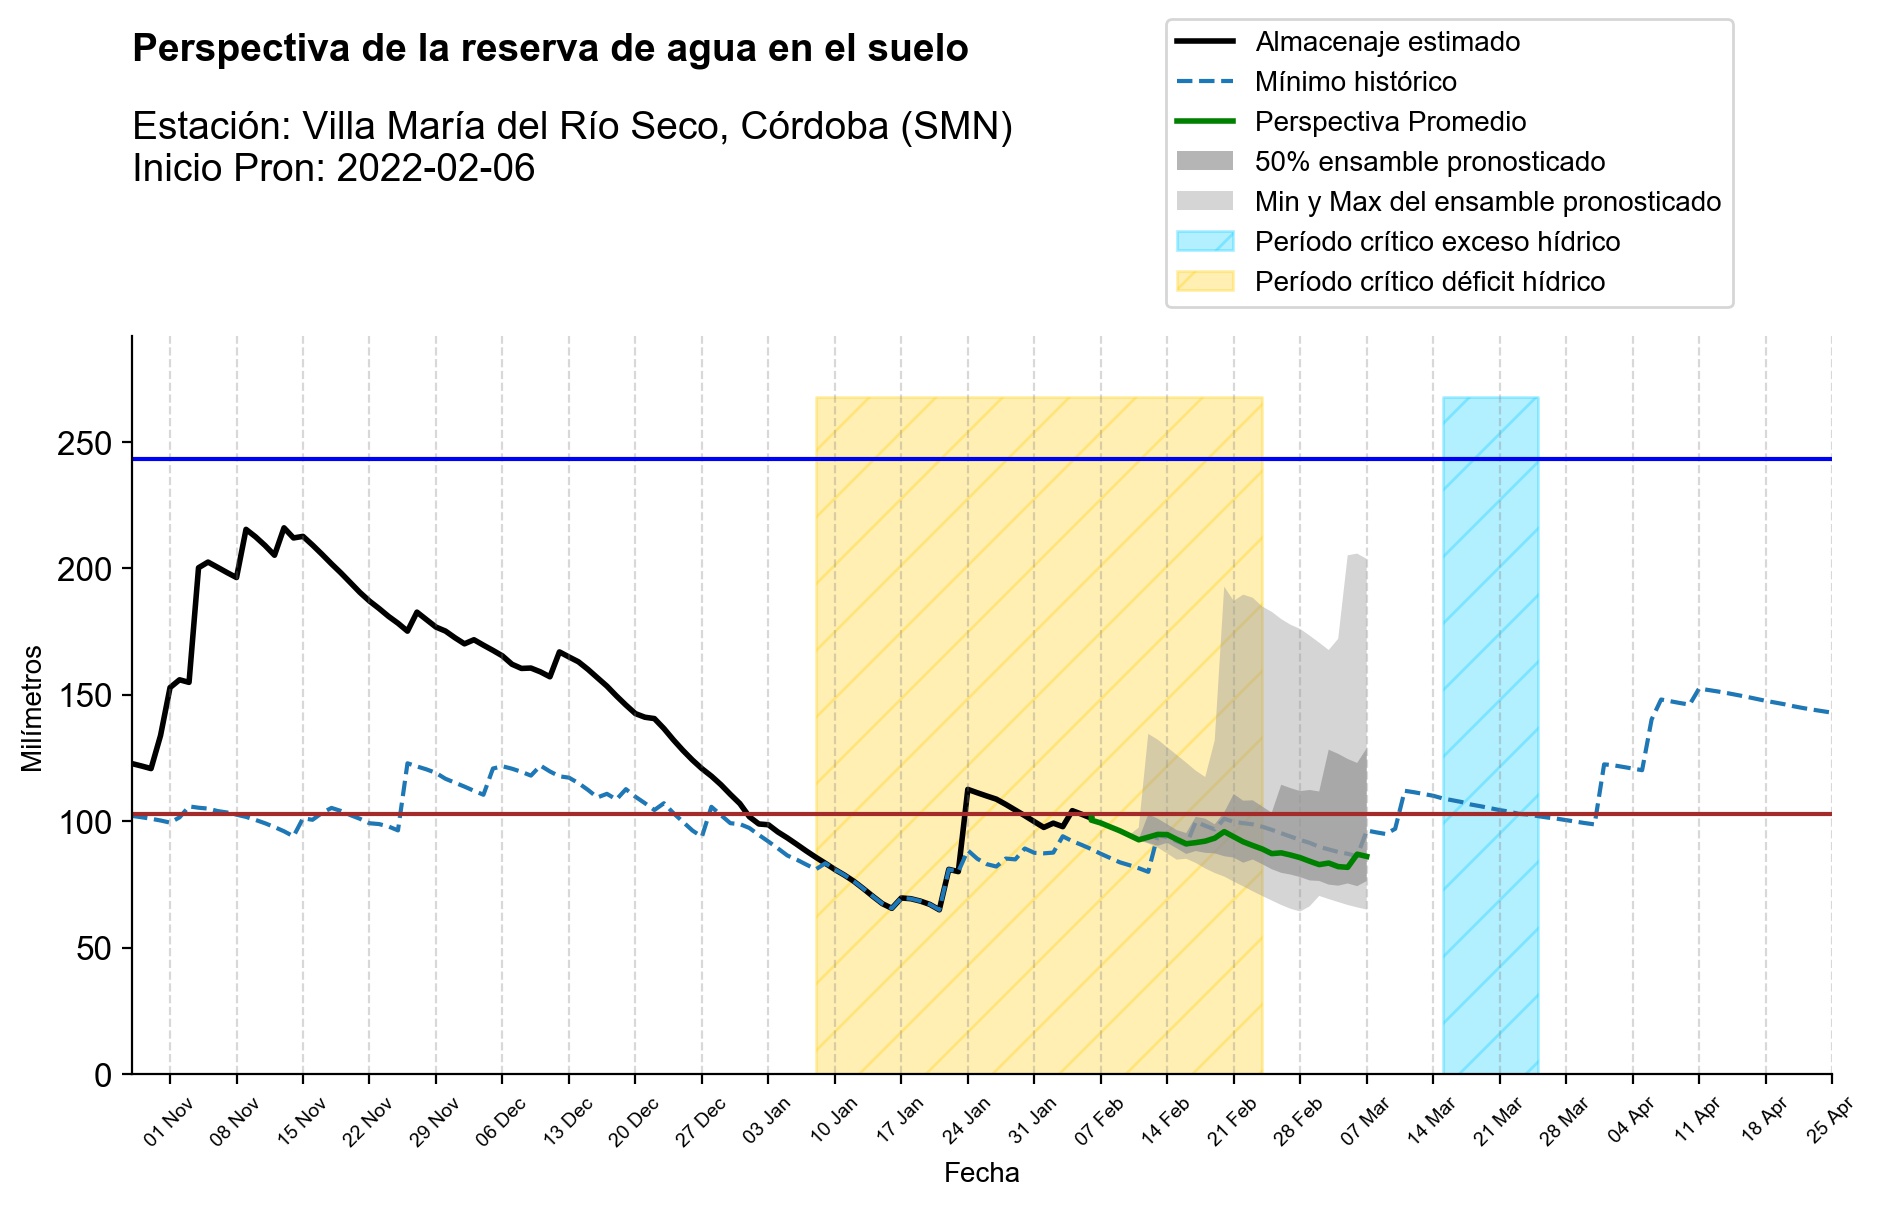 Perspectiva de la reserva de agua en el suelo
Estación: Villa María del Río Seco, Córdoba (SMN)
Inicio Pron: 2022-02-06
Almacenaje estimado
Mínimo histórico
Perspectiva Promedio
50% ensamble pronosticado
Min y Max del ensamble pronosticado
Período crítico exceso hídrico
Período crítico déficit hídrico
Milímetros
250
200
150
100
50
0
01 Nov
08 Nov
15 Nov
22 Nov
29 Nov
06 Dec
13 Dec
20 Dec
27 Dec
03 Jan
10 Jan
17 Jan
24 Jan
31 Jan
07 Feb
14 Feb
21 Feb
28 Feb
07 Mar
14 Mar
21 Mar
28 Mar
04 Apr
11 Apr
18 Apr
25 Apr
Fecha